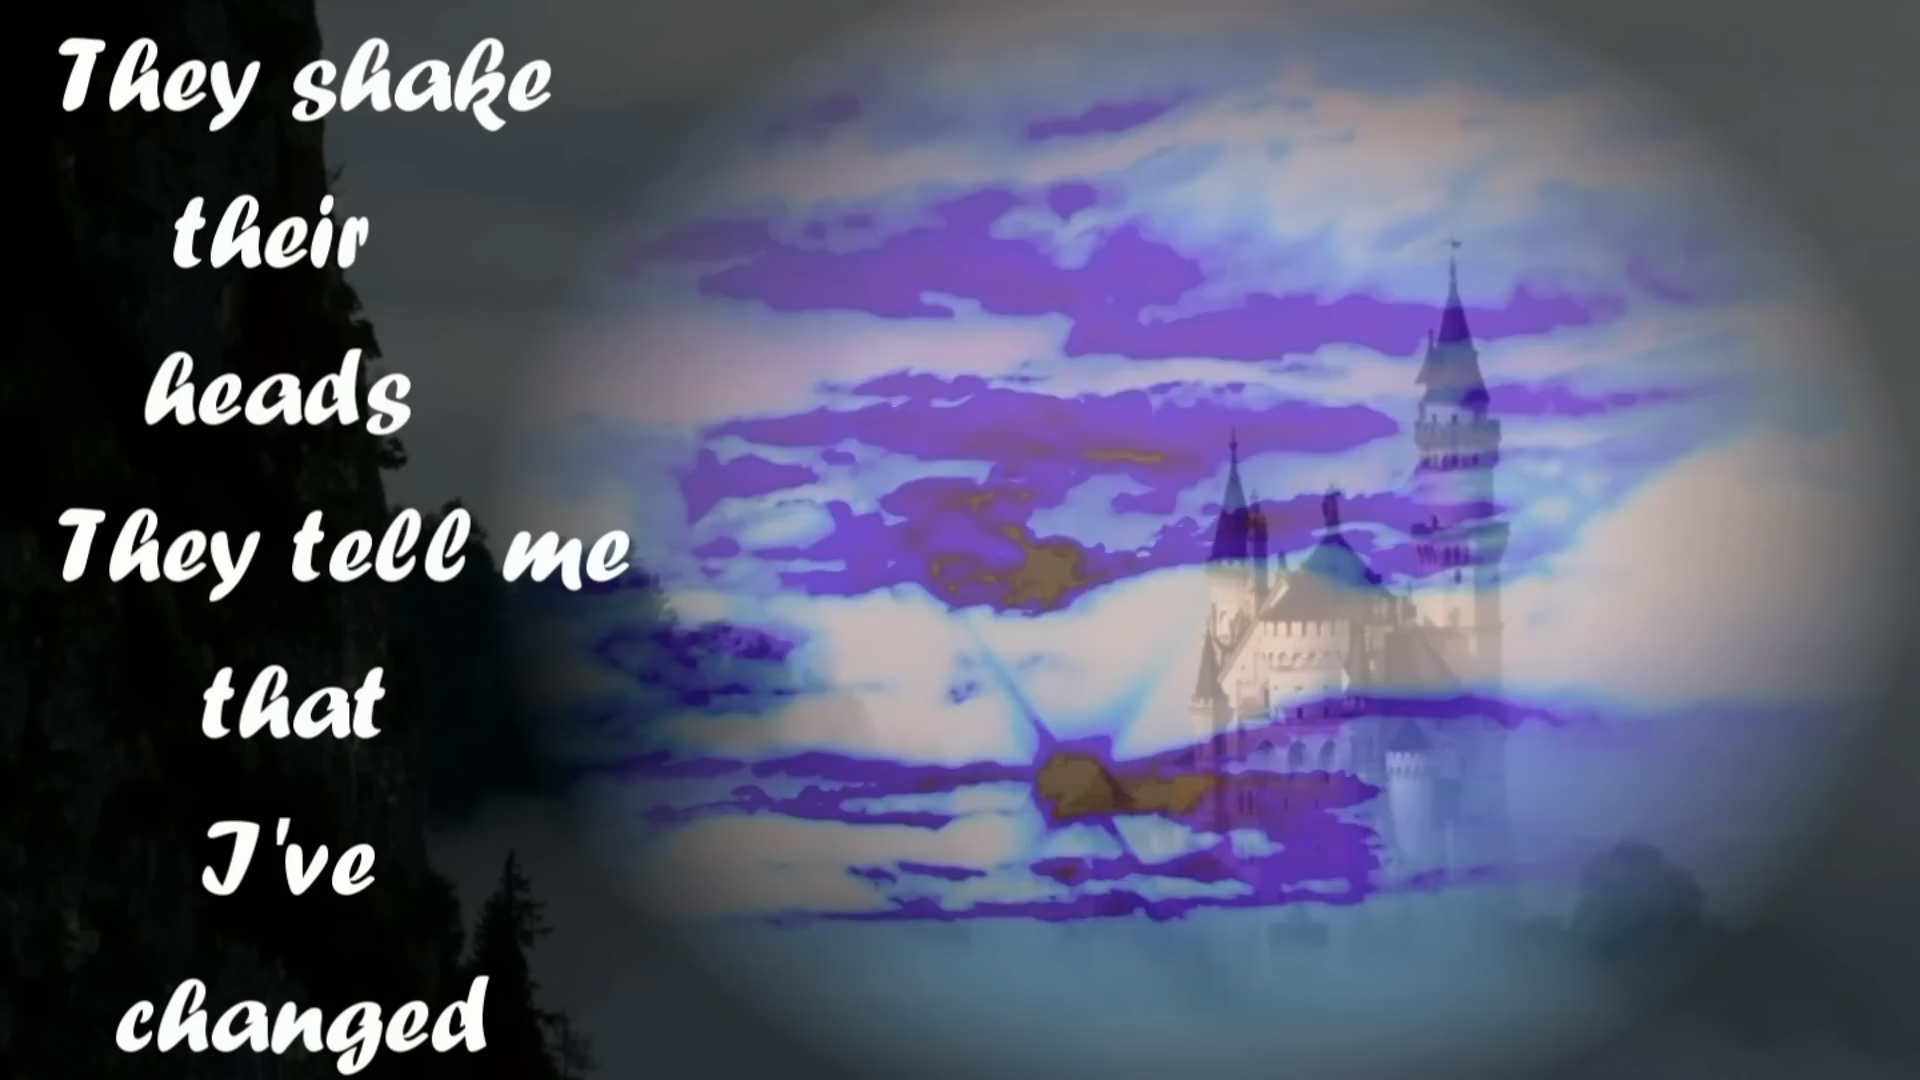 They shake
their
heads
They tell me
that
I've
changed